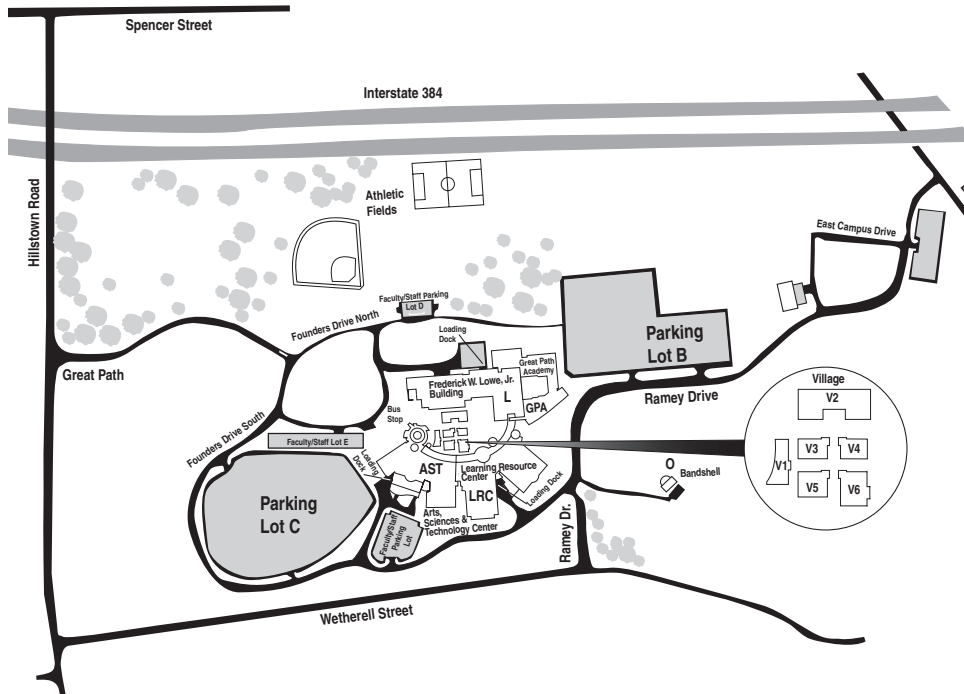 Spencer Street
Interstate 384
Hillstown Road
Athletic
Fields
East Campus Drive
Faculty/Staff Parking
Lot D
Founders Drive North
Loading
Dock
Parking
Lot B
Great Path
Great Path
Academy
Frederick W. Lowe, Jr.
Building
L
GPA
Ramey Drive
Village
V2
V3
V4
V1
V5
V6
Bus
Stop
Founders Drive South
Faculty/Staff Lot E
Loading
Dock
AST
Learning Resource
Center
LRC
Loading Dock
O
Bandshell
Parking
Lot C
Arts,
Sciences &
Technology Center
Faculty/Staff
Parking
Lot
Ramey Dr.
Wetherell Street